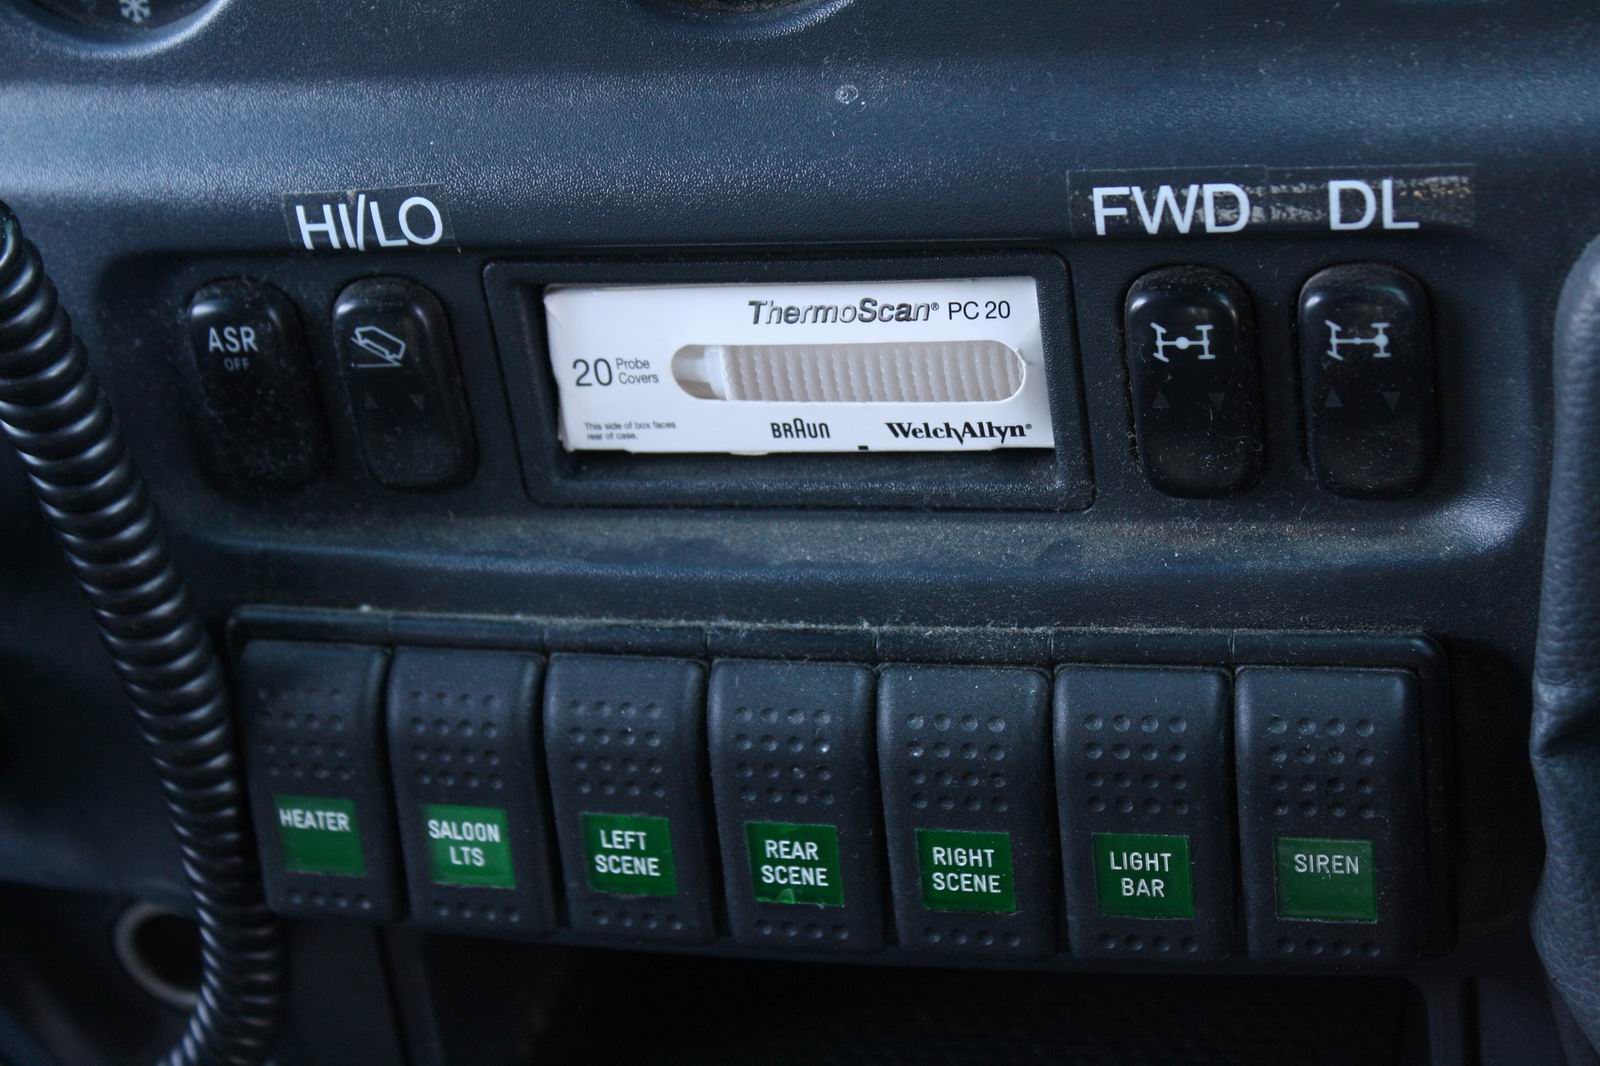 HI/LO
FWD DL
ASR
OFF
ThermoScan® PC 20
20 Probe
Covers
This side of box faces
rear of case.
BRAUN
WelchAllyn®
HEATER
SALOON
LTS
LEFT
SCENE
REAR
SCENE
RIGHT
SCENE
LIGHT
BAR
SIREN